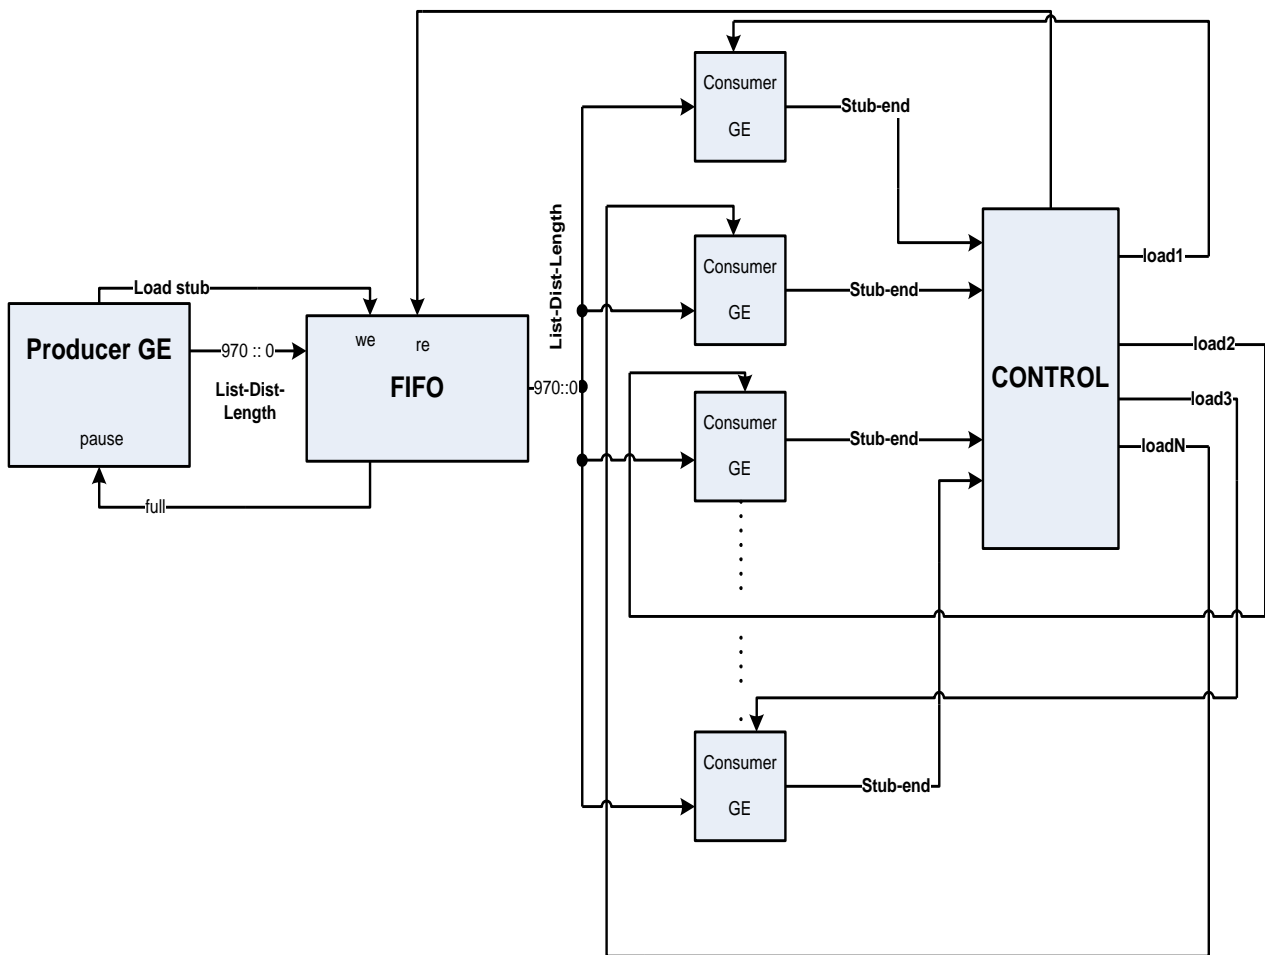 Consumer
GE
Stub-end
List-Dist-Length
Consumer
GE
Stub-end
load1
Load stub
Producer GE
970 :: 0
List-Dist-
Length
pause
we
re
FIFO
970::0
full
CONTROL
load2
load3
loadN
Consumer
GE
Stub-end
Consumer
GE
Stub-end